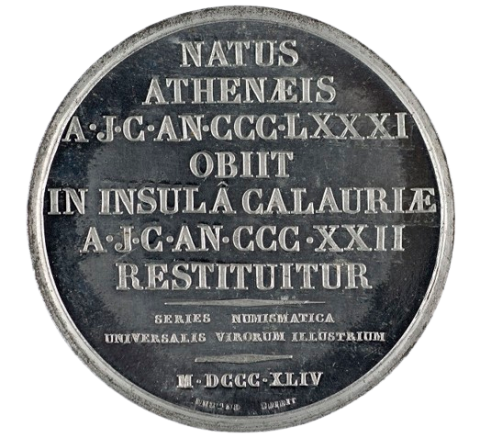 NATUS
ATHENÆIS
A·J·C·AN·CCC·LXXXI
OBIIT
IN INSULÂ CALAURIÆ
A·J·C·AN·CCC·XXII
RESTITUITUR
SERIES NUMISMATICA
UNIVERSALIS VIRORUM ILLUSTRIUM
M·DCCC·XLIV